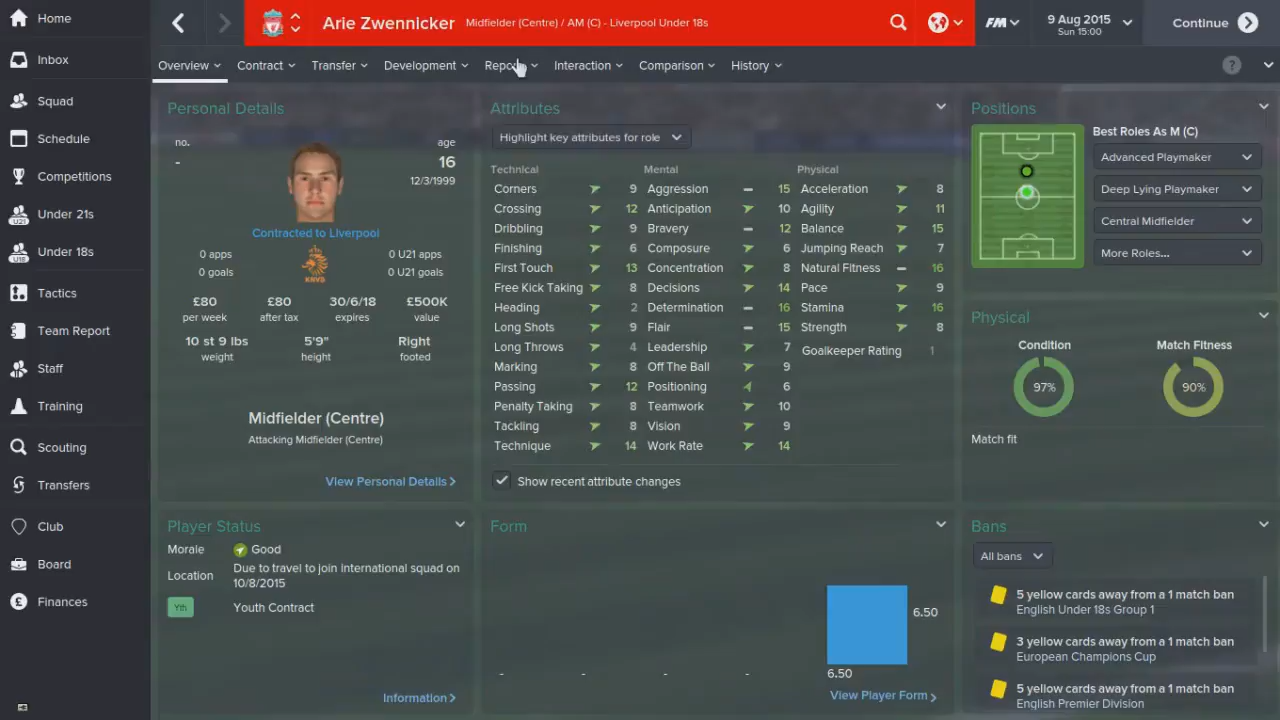 Home
Inbox
Squad
Schedule
Competitions
Under 21s
Under 18s
Tactics
Team Report
Staff
Training
Scouting
Transfers
Club
Board
Finances
Arie Zwennicker
Midfielder (Centre) / AM (C) - Liverpool Under 18s
FM
9 Aug 2015
Sun 15:00
Continue
Overview Contract Transfer Development Interaction Comparison History ?
Personal Details
no.
-
age
16
12/3/1999
Contracted to Liverpool
0 apps
0 goals
KNVB
0 U21 apps
0 U21 goals
£80 per week
£80 after tax
30/6/18 expires
£500K value
10 st 9 lbs weight
5'9" height
Right footed
Midfielder (Centre)
Attacking Midfielder (Centre)
View Personal Details >
Attributes
Highlight key attributes for role
Technical Mental Physical
Corners 9 Aggression 15 Acceleration 8
Crossing 12 Anticipation 10 Agility 11
Dribbling 9 Bravery 12 Balance 15
Finishing 6 Composure 6 Jumping Reach 7
First Touch 13 Concentration 8 Natural Fitness 16
Free Kick Taking 8 Decisions 14 Pace 9
Heading 2 Determination 16 Stamina 16
Long Shots 9 Flair 15 Strength 8
Long Throws 4 Leadership 7 Goalkeeper Rating 1
Marking 8 Off The Ball 9
Passing 12 Positioning 6
Penalty Taking 8 Teamwork 10
Tackling 8 Vision 9
Technique 14 Work Rate 14
Show recent attribute changes
Positions
Best Roles As M (C)
Advanced Playmaker
Deep Lying Playmaker
Central Midfielder
More Roles...
Physical
Condition Match Fitness
97% 90%
Match fit
Player Status
Morale Good
Location Due to travel to join international squad on
10/8/2015
Yth Youth Contract
Information >
Form
- - - - 6.50
6.50
View Player Form >
Bans
All bans
5 yellow cards away from a 1 match ban
English Under 18s Group 1
3 yellow cards away from a 1 match ban
European Champions Cup
5 yellow cards away from a 1 match ban
English Premier Division